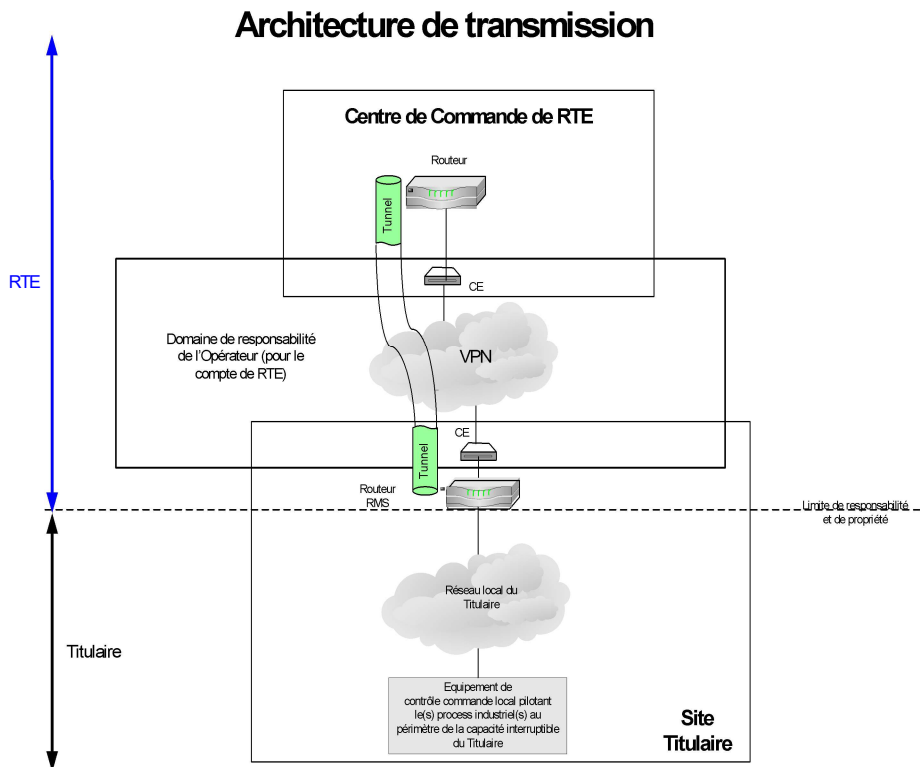 Architecture de transmission
Centre de Commande de RTE
Routeur
Tunnel
CE
RTE
Domaine de responsabilité
de l'Opérateur (pour le
compte de RTE)
VPN
CE
Tunnel
Routeur
RMS
Limite de responsabilité
et de propriété
Réseau local du
Titulaire
Titulaire
Equipement de
contrôle commande local pilotant
le(s) process industriel(s) au
périmètre de la capacité interruptible
du Titulaire
Site
Titulaire